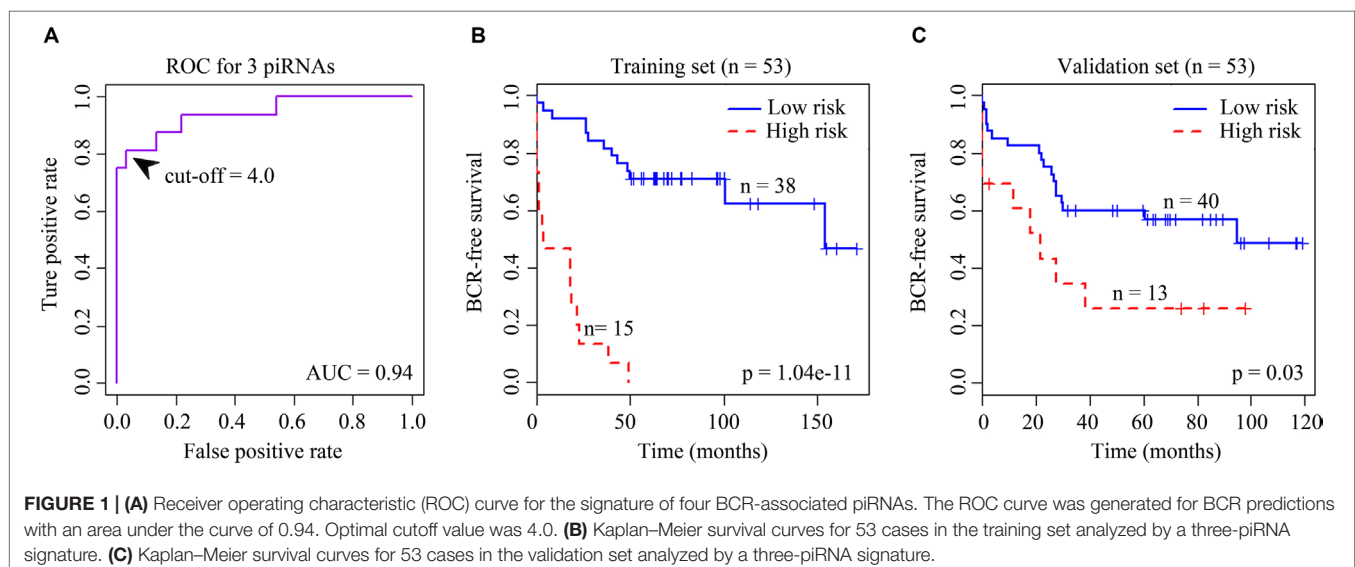 A
ROC for 3 piRNAs
Ture positive rate
0.0 0.2 0.4 0.6 0.8 1.0
cut-off = 4.0
AUC = 0.94
0.0 0.2 0.4 0.6 0.8 1.0
False positive rate
B
Training set (n = 53)
BCR-free survival
0.0 0.2 0.4 0.6 0.8 1.0
Low risk
High risk
n = 38
n= 15
p = 1.04e-11
0 50 100 150
Time (months)
C
Validation set (n = 53)
BCR-free survival
0.0 0.2 0.4 0.6 0.8 1.0
Low risk
High risk
n = 40
n = 13
p = 0.03
0 20 40 60 80 100 120
Time (months)
FIGURE 1 | (A) Receiver operating characteristic (ROC) curve for the signature of four BCR-associated piRNAs. The ROC curve was generated for BCR predictions
with an area under the curve of 0.94. Optimal cutoff value was 4.0. (B) Kaplan–Meier survival curves for 53 cases in the training set analyzed by a three-piRNA
signature. (C) Kaplan–Meier survival curves for 53 cases in the validation set analyzed by a three-piRNA signature.